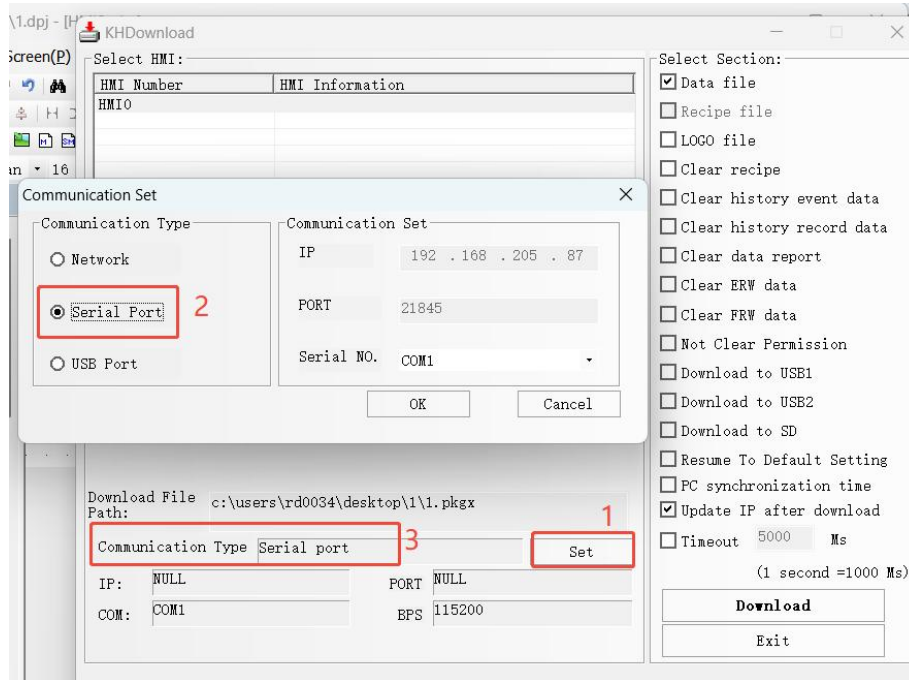 \1.dpj - [H
Screen(P)
an 16
KHDownload
Select HMI:
HMI Number HMI Information
HMI0
Communication Set
Communication Type
Network
Serial Port
2
USB Port
Communication Set
IP 192 .168 .205 . 87
PORT 21845
Serial NO. COM1
OK Cancel
Download File Path: c:\users\rd0034\desktop\1\1.pkgx
1
Communication Type Serial port
3
Set
IP: NULL PORT NULL
COM: COM1 BPS 115200
Select Section:
Data file
Recipe file
LOGO file
Clear recipe
Clear history event data
Clear history record data
Clear data report
Clear ERW data
Clear FRW data
Not Clear Permission
Download to USB1
Download to USB2
Download to SD
Resume To Default Setting
PC synchronization time
Update IP after download
Timeout 5000 Ms
(1 second =1000 Ms)
Download
Exit